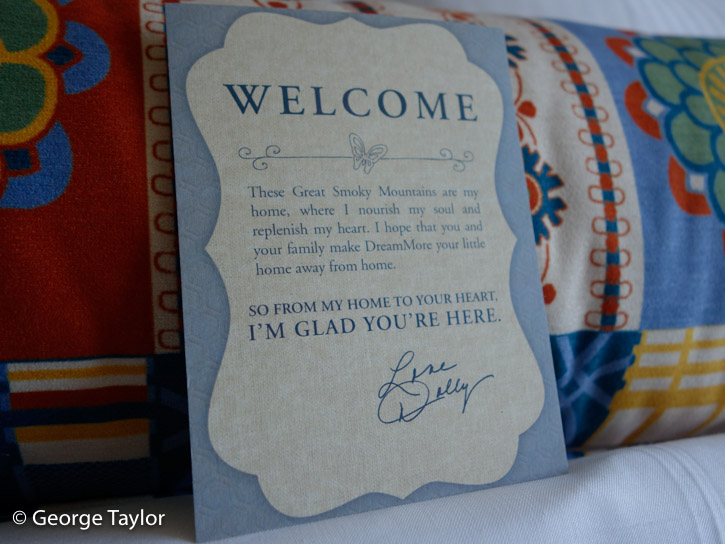 WELCOME
These Great Smoky Mountains are my
home, where I nourish my soul and
replenish my heart. I hope that you and
your family make DreamMore your little
home away from home.
SO FROM MY HOME TO YOUR HEART,
I'M GLAD YOU'RE HERE.
Love
Dolly
© George Taylor